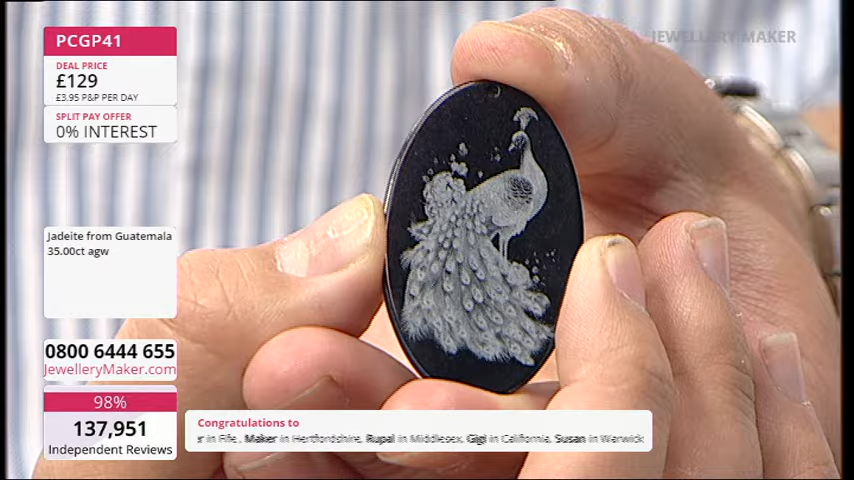 PCGP41
DEAL PRICE
£129
£3.95 P&P PER DAY
SPLIT PAY OFFER
0% INTEREST
Jadeite from Guatemala
35.00ct agw
0800 6444 655
JewelleryMaker.com
98%
137,951
Independent Reviews
JEWELLERY MAKER
Congratulations to
r in Fife, Maker in Hertfordshire, Rupal in Middlesex, Gigi in California, Susan in Warwick